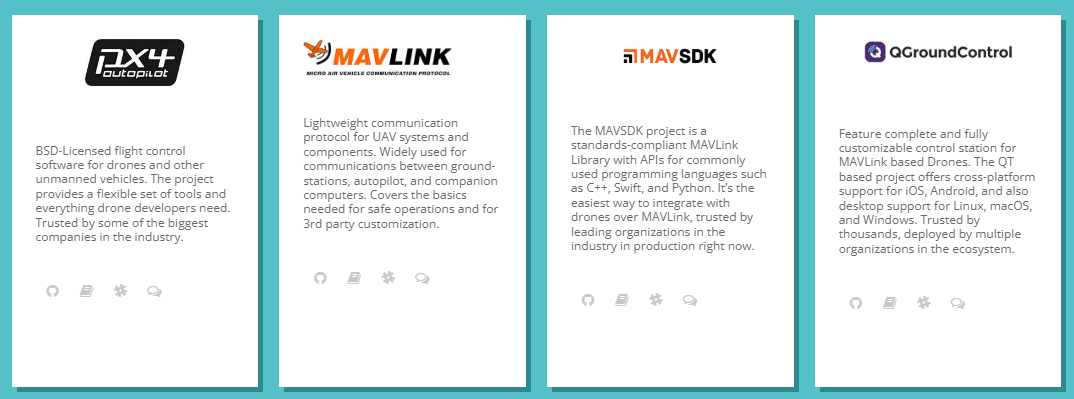 px4
autopilot
BSD-Licensed flight control
software for drones and other
unmanned vehicles. The project
provides a flexible set of tools and
everything drone developers need.
Trusted by some of the biggest
companies in the industry.
MAVLINK
MICRO AIR VEHICLE COMMUNICATION PROTOCOL
Lightweight communication
protocol for UAV systems and
components. Widely used for
communications between ground-
stations, autopilot, and companion
computers. Covers the basics
needed for safe operations and for
3rd party customization.
MAVSDK
The MAVSDK project is a
standards-compliant MAVLink
Library with APIs for commonly
used programming languages such
as C++, Swift, and Python. It’s the
easiest way to integrate with
drones over MAVLink, trusted by
leading organizations in the
industry in production right now.
QGroundControl
Feature complete and fully
customizable control station for
MAVLink based Drones. The QT
based project offers cross-platform
support for iOS, Android, and also
desktop support for Linux, macOS,
and Windows. Trusted by
thousands, deployed by multiple
organizations in the ecosystem.